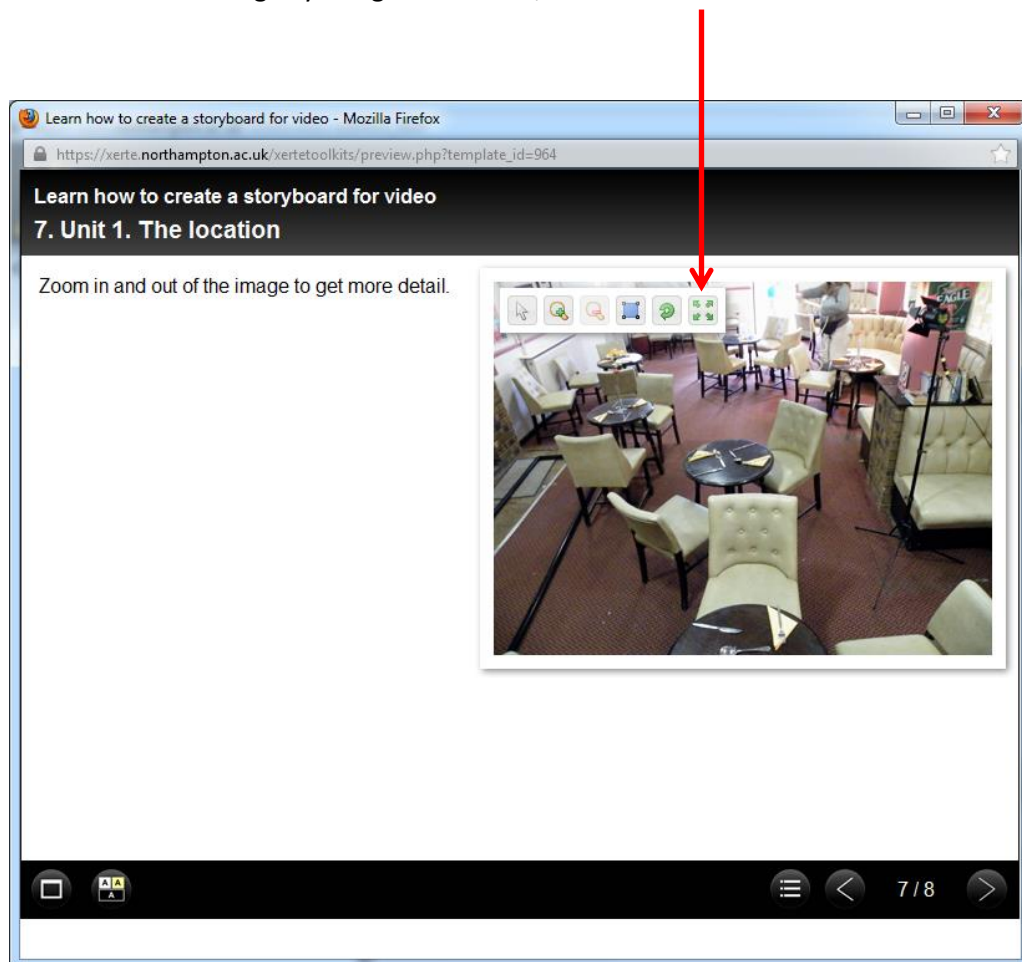 Learn how to create a storyboard for video - Mozilla Firefox
https://xerte.northampton.ac.uk/xertetoolkits/preview.php?template_id=964
Learn how to create a storyboard for video
7. Unit 1. The location
Zoom in and out of the image to get more detail.
EAGLE
A A
A
7 / 8